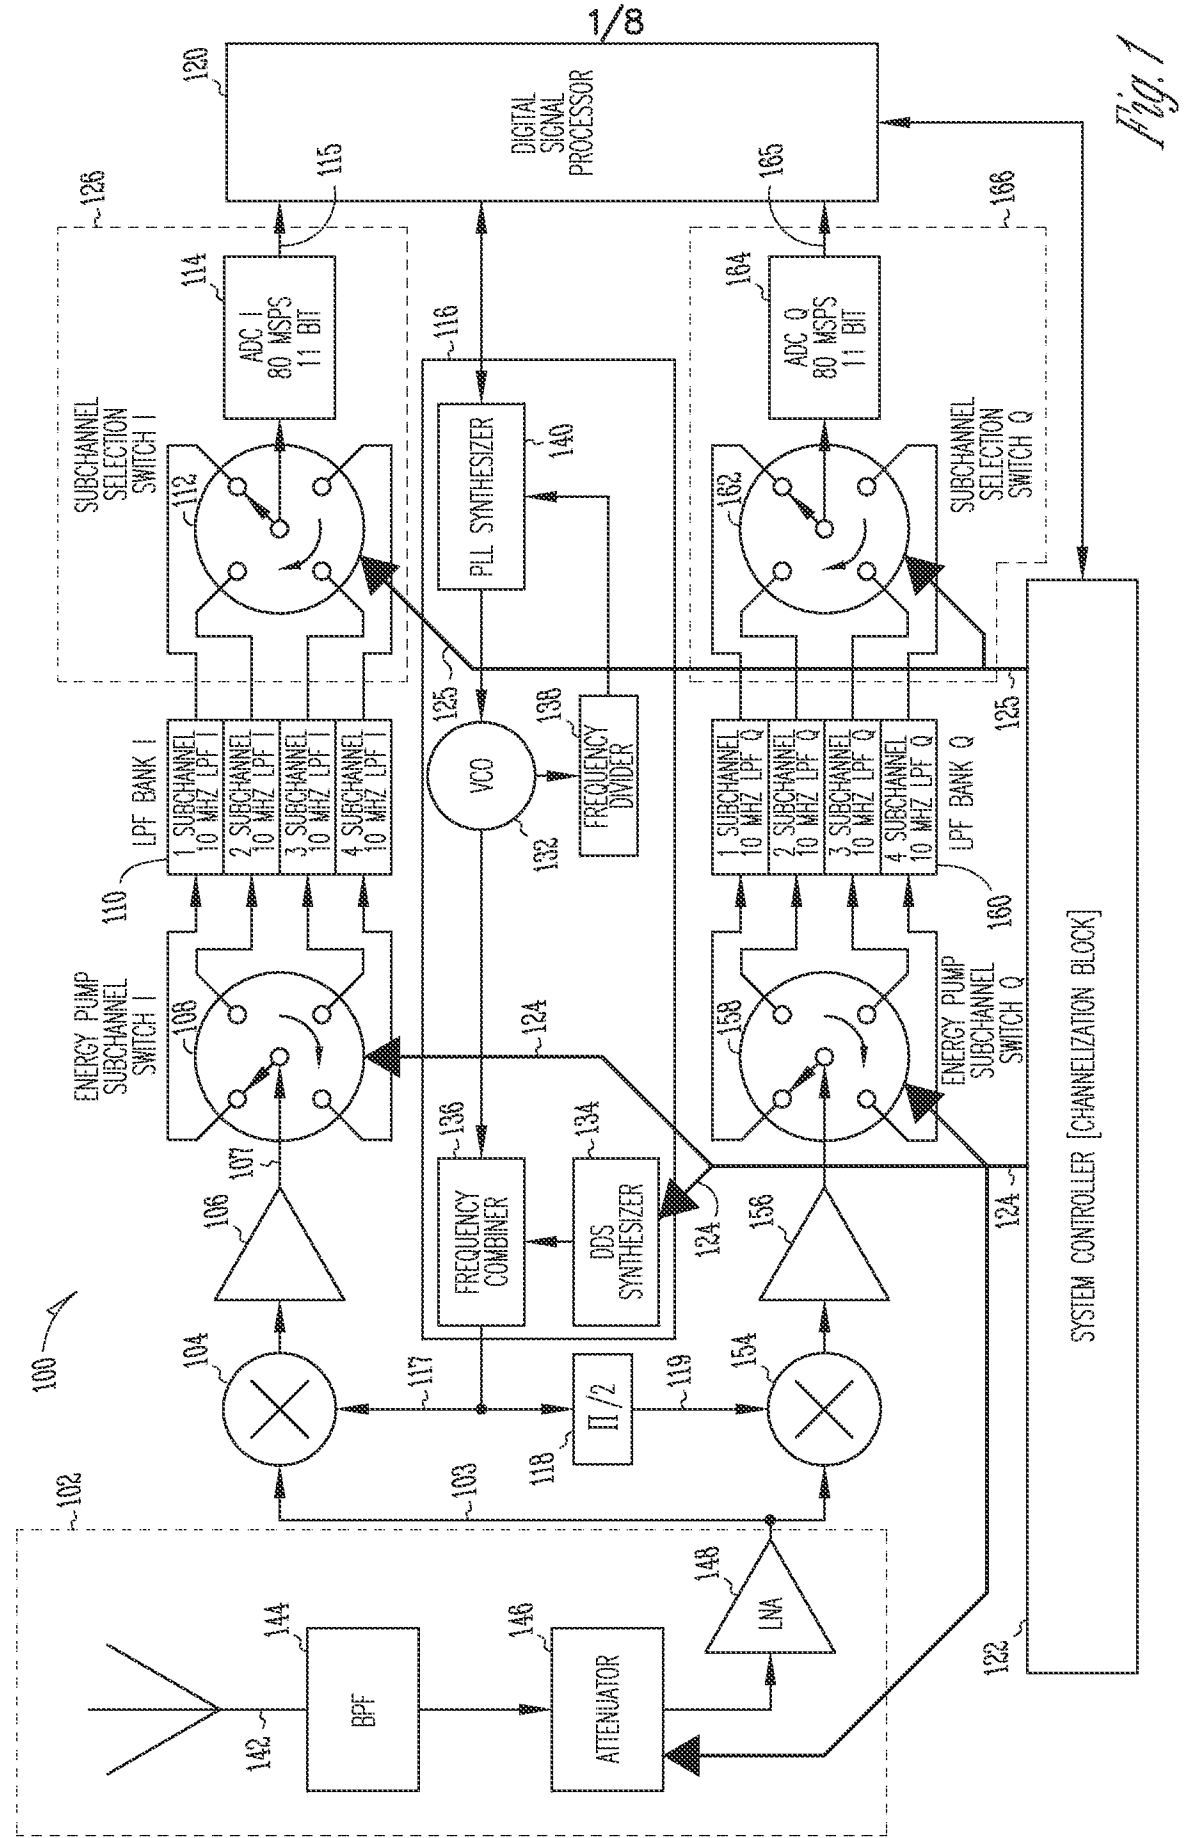 1/8
Fig. 1
100
102
142
144
BPF
146
ATTENUATOR
148
LNA
103
104
106
107
ENERGY PUMP
SUBCHANNEL
SWITCH I
108
LPF BANK I
110
1 SUBCHANNEL
10 MHZ LPF I
2 SUBCHANNEL
10 MHZ LPF I
3 SUBCHANNEL
10 MHZ LPF I
4 SUBCHANNEL
10 MHZ LPF I
SUBCHANNEL
SELECTION
SWITCH I
112
114
ADC I
80 MSPS
11 BIT
126
115
120
DIGITAL
SIGNAL
PROCESSOR
117
118
Π/2
119
136
FREQUENCY
COMBINER
134
DDS
SYNTHESIZER
124
124
VCO
132
138
FREQUENCY
DIVIDER
125
PLL SYNTHESIZER
140
116
154
156
158
ENERGY PUMP
SUBCHANNEL
SWITCH Q
1 SUBCHANNEL
10 MHZ LPF Q
2 SUBCHANNEL
10 MHZ LPF Q
3 SUBCHANNEL
10 MHZ LPF Q
4 SUBCHANNEL
10 MHZ LPF Q
LPF BANK Q
160
162
SUBCHANNEL
SELECTION
SWITCH Q
164
ADC Q
80 MSPS
11 BIT
165
166
124
125
122
SYSTEM CONTROLLER [CHANNELIZATION BLOCK]